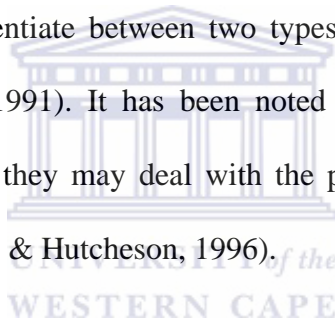 entiate between two types
1991). It has been noted
they may deal with the p
& Hutcheson, 1996).
UNIVERSITY of the
WESTERN CAPE